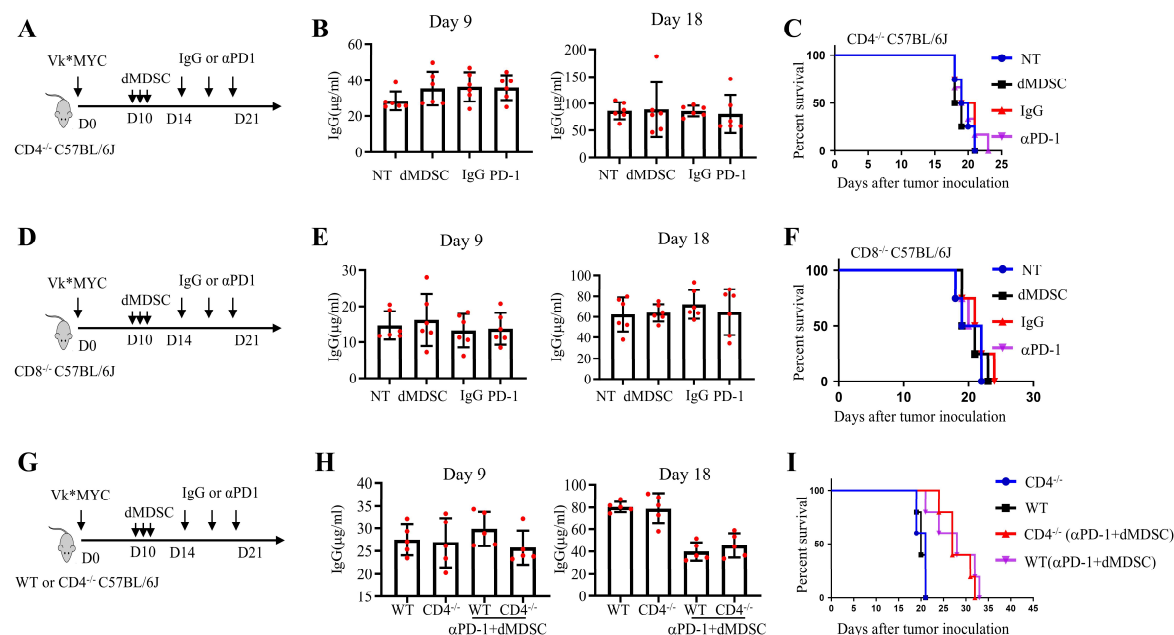 A
Vk*MYC
IgG or αPD1
dMDSC
D0
D10
D14
D21
CD4-/- C57BL/6J
B
Day 9
IgG(μg/ml)
60
40
20
0
NT dMDSC IgG PD-1
Day 18
IgG(μg/ml)
200
150
100
50
0
NT dMDSC IgG PD-1
C
CD4-/- C57BL/6J
Percent survival
100
50
0
0 5 10 15 20 25
Days after tumor inoculation
NT
dMDSC
IgG
αPD-1
D
Vk*MYC
IgG or αPD1
dMDSC
D0
D10
D14
D21
CD8-/- C57BL/6J
E
Day 9
IgG(μg/ml)
30
20
10
0
NT dMDSC IgG PD-1
Day 18
IgG(μg/ml)
100
80
60
40
20
0
NT dMDSC IgG PD-1
F
CD8-/- C57BL/6J
Percent survival
100
50
0
0 10 20 30
Days after tumor inoculation
NT
dMDSC
IgG
αPD-1
G
Vk*MYC
IgG or αPD1
dMDSC
D0
D10
D14
D21
WT or CD4-/- C57BL/6J
H
Day 9
IgG(μg/ml)
40
35
30
25
20
15
WT CD4-/- WT CD4-/-
αPD-1+dMDSC
Day 18
IgG(μg/ml)
100
80
60
40
20
0
WT CD4-/- WT CD4-/-
αPD-1+dMDSC
I
Percent survival
100
50
0
0 5 10 15 20 25 30 35 40 45
Days after tumor inoculation
CD4-/-
WT
CD4-/- (αPD-1+dMDSC)
WT(αPD-1+dMDSC)